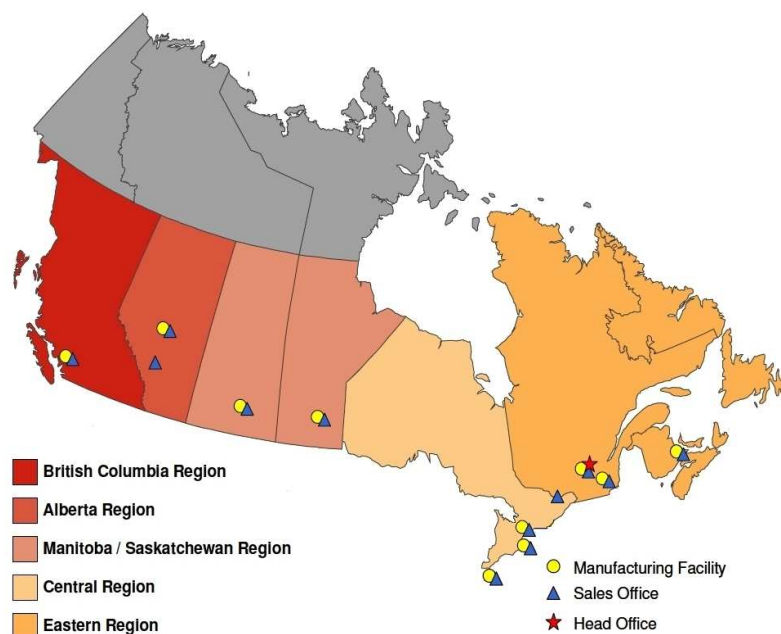 British Columbia Region
Alberta Region
Manitoba / Saskatchewan Region
Central Region
Eastern Region
Manufacturing Facility
Sales Office
Head Office